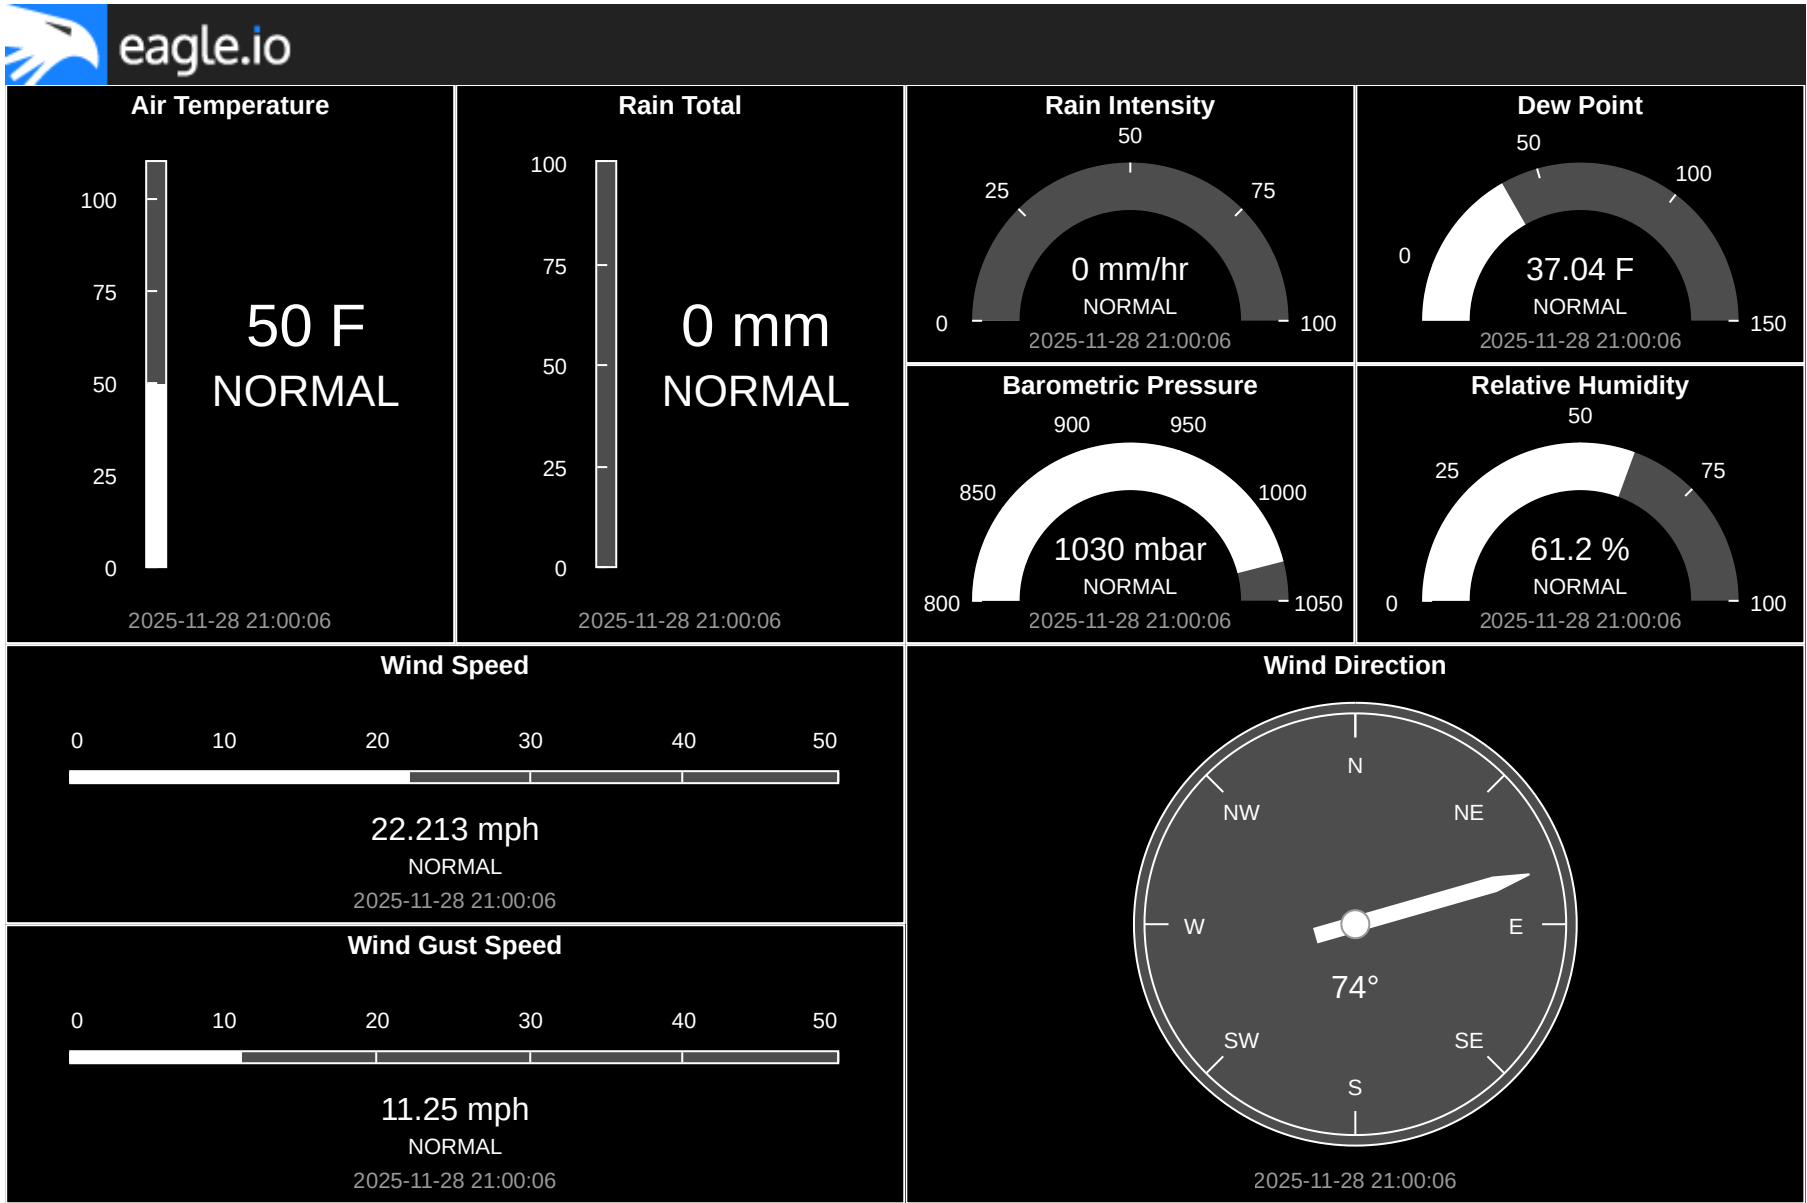 eagle.io
Air Temperature
100
75
50
25
0
50 F
NORMAL
2025-11-28 21:00:06
Rain Total
100
75
50
25
0
0 mm
NORMAL
2025-11-28 21:00:06
Rain Intensity
50
25
75
0
100
0 mm/hr
NORMAL
2025-11-28 21:00:06
Dew Point
50
100
0
150
37.04 F
NORMAL
2025-11-28 21:00:06
Barometric Pressure
900
950
850
1000
800
1050
1030 mbar
NORMAL
2025-11-28 21:00:06
Relative Humidity
50
25
75
0
100
61.2 %
NORMAL
2025-11-28 21:00:06
Wind Speed
0 10 20 30 40 50
22.213 mph
NORMAL
2025-11-28 21:00:06
Wind Gust Speed
0 10 20 30 40 50
11.25 mph
NORMAL
2025-11-28 21:00:06
Wind Direction
N
NW NE
W E
74°
SW SE
S
2025-11-28 21:00:06